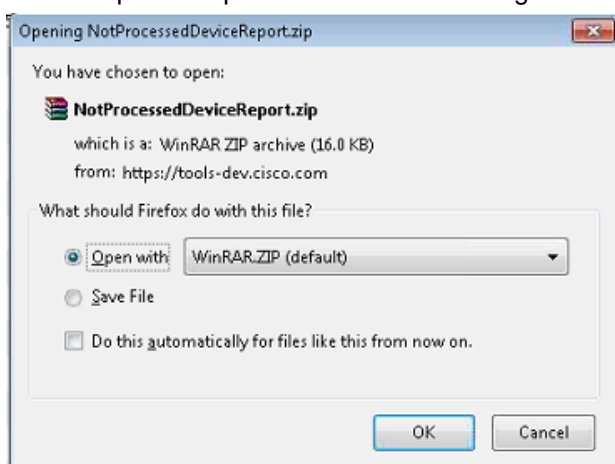 Opening NotProcessedDeviceReport.zip
You have chosen to open:
NotProcessedDeviceReport.zip
which is a: WinRAR ZIP archive (16.0 KB)
from: https://tools-dev.cisco.com
What should Firefox do with this file?
Open with WinRAR.ZIP (default)
Save File
Do this automatically for files like this from now on.
OK Cancel